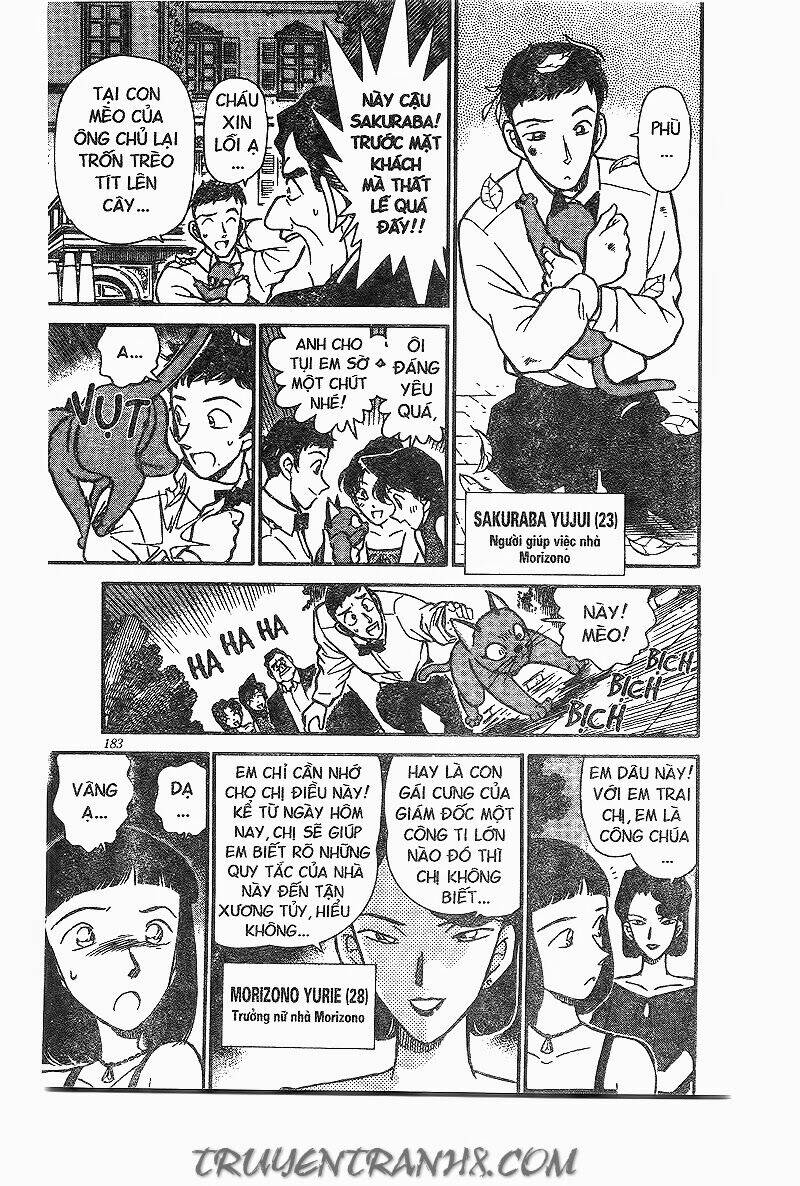 PHÙ
...
NÀY CẬU
SAKURABA!
TRƯỚC MẶT
KHÁCH
MÀ THẤT
LỄ QUÁ
ĐẤY!!
CHÁU
XIN
LỖI Ạ
...
TẠI CON
MÈO CỦA
ÔNG CHỦ LẠI
TRỐN TRÈO
TÍT LÊN
CÂY...
SAKURABA YUJUI (23)
Người giúp việc nhà
Morizono
ÔI
ĐÁNG
YÊU
QUÁ,
ANH CHO
TỤI EM SỜ
MỘT CHÚT
NHÉ!
A...
VỤT
NÀY!
MÈO!
BỊCH
BỊCH
BỊCH
HA HA HA
183
EM DÂU NÀY!
VỚI EM TRAI
CHỊ, EM LÀ
CÔNG CHÚA
...
HAY LÀ CON
GÁI CƯNG CỦA
GIÁM ĐỐC MỘT
CÔNG TI LỚN
NÀO ĐÓ THÌ
CHỊ KHÔNG
BIẾT...
EM CHỈ CẦN NHỚ
CHO CHỊ ĐIỀU NÀY!
KỂ TỪ NGÀY HÔM
NAY, CHỊ SẼ GIÚP
EM BIẾT RÕ NHỮNG
QUY TẮC CỦA NHÀ
NÀY ĐẾN TẬN
XƯƠNG TỦY, HIỂU
KHÔNG...
MORIZONO YURIE (28)
Trưởng nữ nhà Morizono
DẠ
...
VÂNG
Ạ...
TRUYENTRANH8.COM